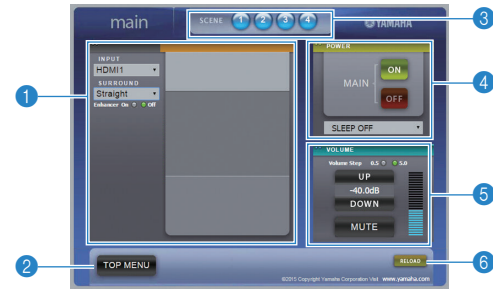 main
SCENE 1 2 3 4
YAMAHA
3
1
INPUT
HDMI1
SURROUND
Straight
Enhancer On Off
POWER
MAIN
ON
OFF
SLEEP OFF
4
VOLUME
Volume Step 0.5 5.0
UP
-40.0dB
DOWN
MUTE
5
2
TOP MENU
RELOAD
6
©2015 Copyright Yamaha Corporation Visit www.yamaha.com